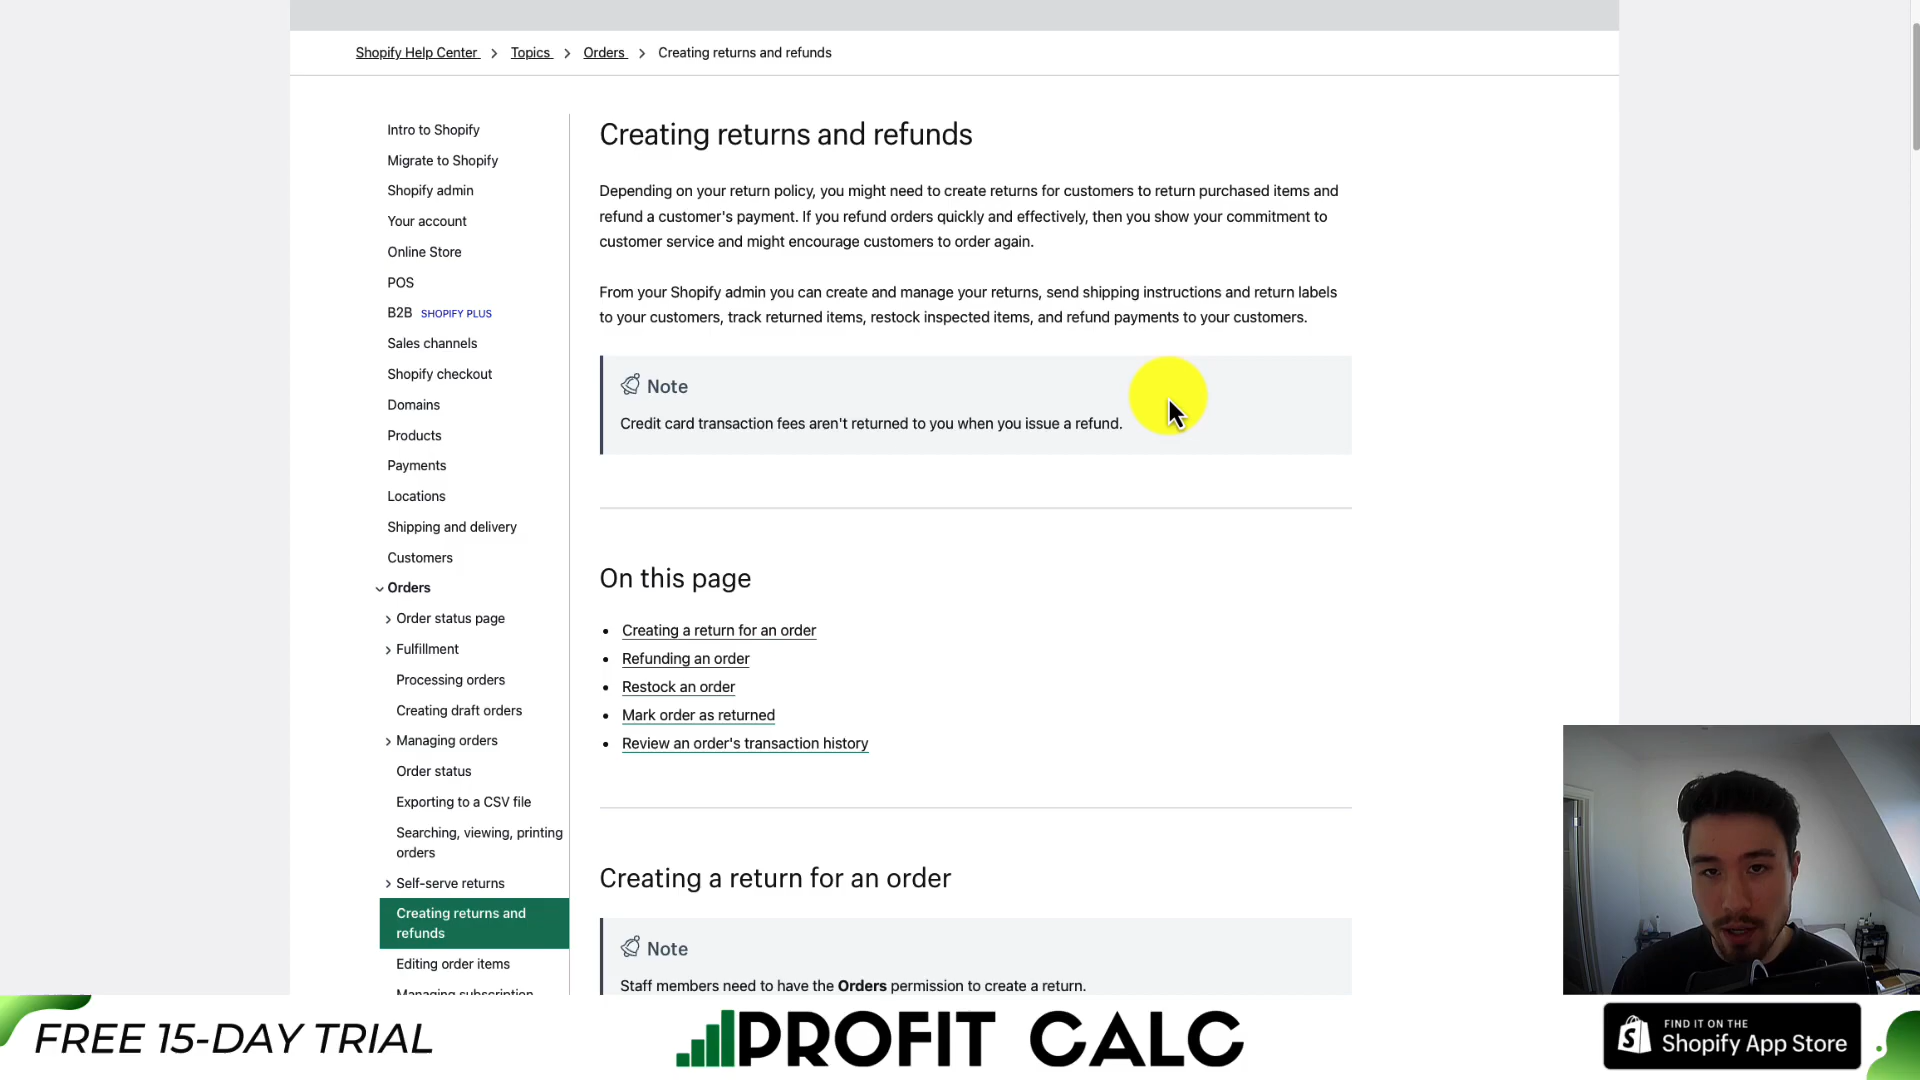 Shopify Help Center > Topics > Orders > Creating returns and refunds
Intro to Shopify
Migrate to Shopify
Shopify admin
Your account
Online Store
POS
B2B SHOPIFY PLUS
Sales channels
Shopify checkout
Domains
Products
Payments
Locations
Shipping and delivery
Customers
Orders
Order status page
Fulfillment
Processing orders
Creating draft orders
Managing orders
Order status
Exporting to a CSV file
Searching, viewing, printing
orders
Self-serve returns
Creating returns and
refunds
Editing order items
Managing subscription
Creating returns and refunds
Depending on your return policy, you might need to create returns for customers to return purchased items and
refund a customer's payment. If you refund orders quickly and effectively, then you show your commitment to
customer service and might encourage customers to order again.
From your Shopify admin you can create and manage your returns, send shipping instructions and return labels
to your customers, track returned items, restock inspected items, and refund payments to your customers.
Note
Credit card transaction fees aren't returned to you when you issue a refund.
On this page
• Creating a return for an order
• Refunding an order
• Restock an order
• Mark order as returned
• Review an order's transaction history
Creating a return for an order
Note
Staff members need to have the Orders permission to create a return.
FREE 15-DAY TRIAL
PROFIT CALC
FIND IT ON THE
Shopify App Store